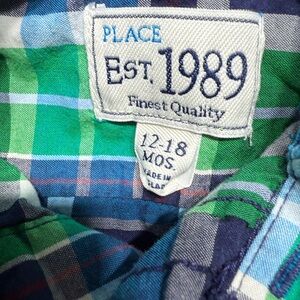 PLACE
EST. 1989
Finest Quality
12-18
MOS.
MADE IN